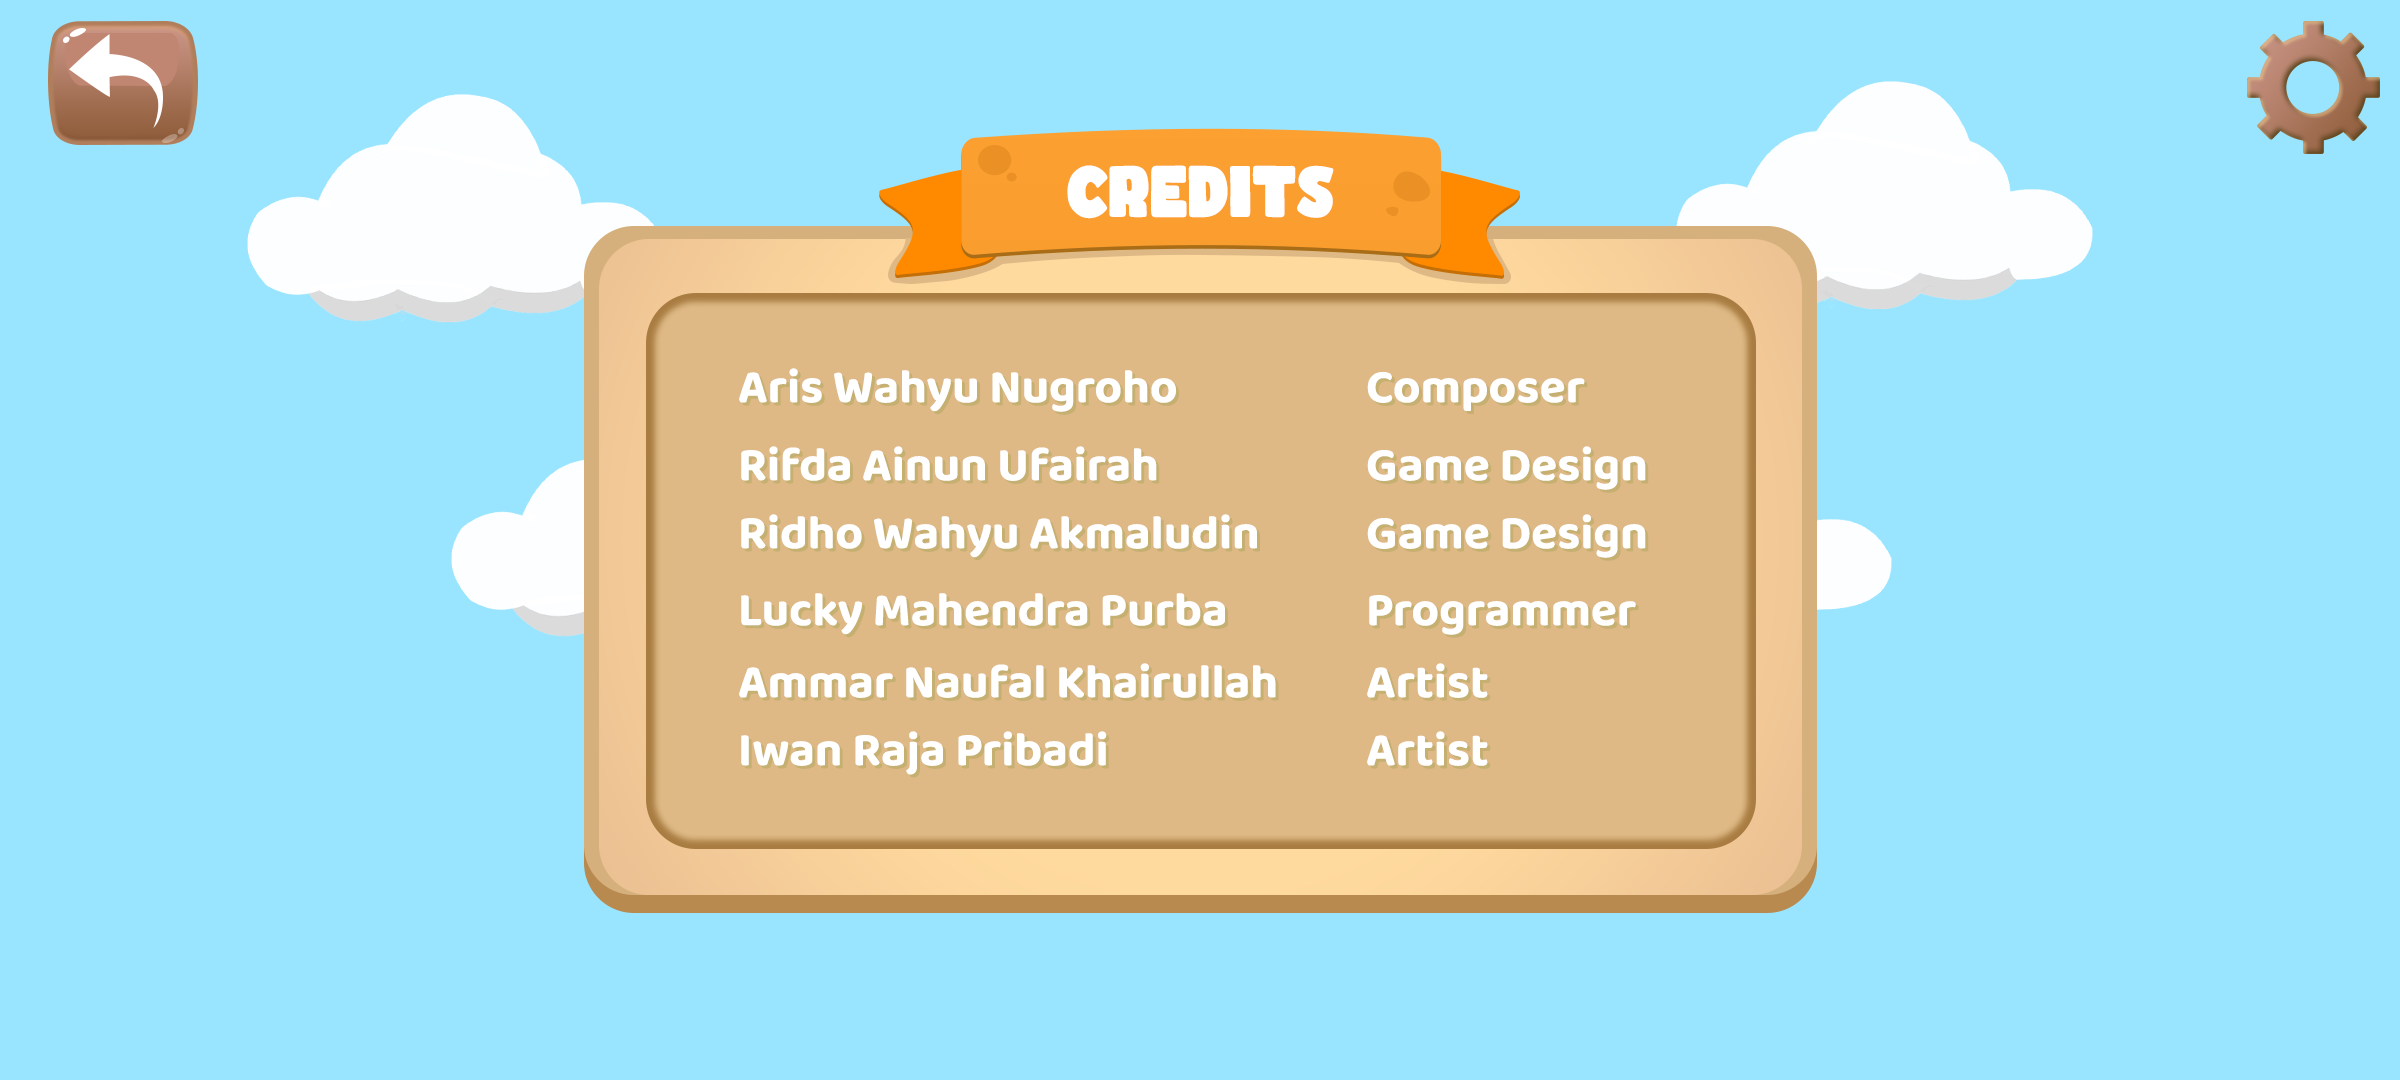 CREDITS
Aris Wahyu Nugroho Composer
Rifda Ainun Ufairah Game Design
Ridho Wahyu Akmaludin Game Design
Lucky Mahendra Purba Programmer
Ammar Naufal Khairullah Artist
Iwan Raja Pribadi Artist